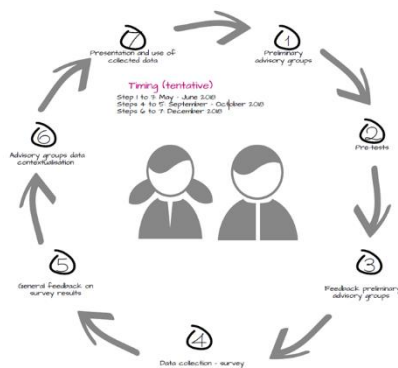 7
Presentation and use of
collected data
1
Preliminary
advisory groups
Timing (tentative)
Step 1 to 3: May - June 2018
Steps 4 to 5: September - October 2018
Steps 6 to 7: December 2018
2
Pre-tests
6
Advisory groups data
contextualisation
3
Feedback preliminary
advisory groups
5
General feedback on
survey results
4
Data collection - survey